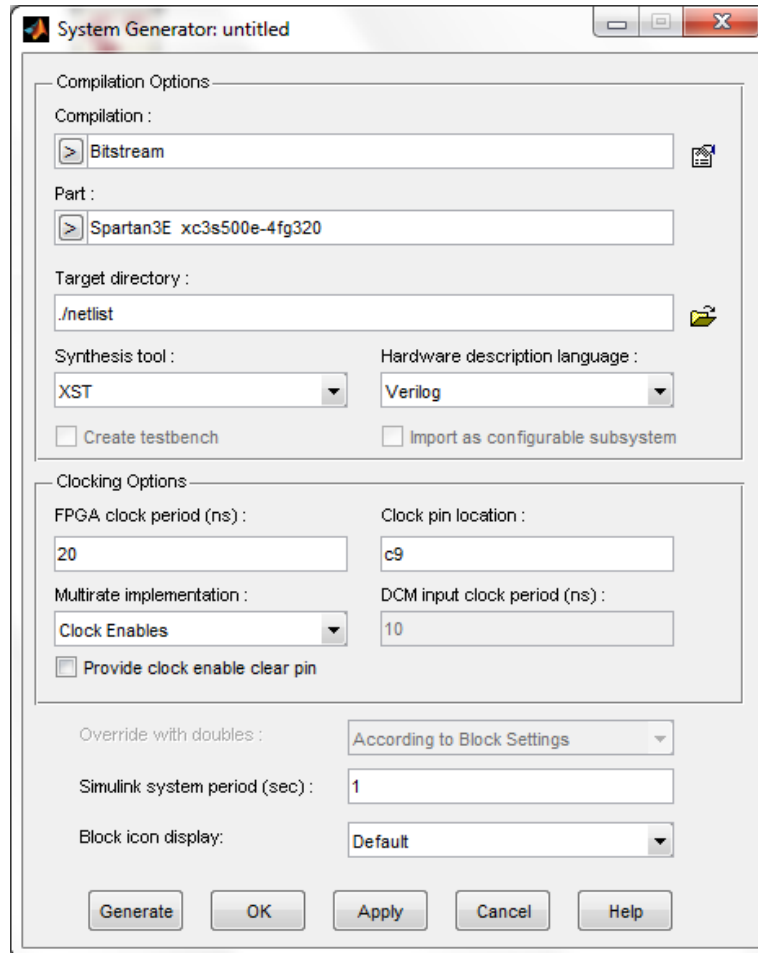 System Generator: untitled
Compilation Options
Compilation :
> Bitstream
Part :
> Spartan3E xc3s500e-4fg320
Target directory :
./netlist
Synthesis tool : Hardware description language :
XST Verilog
Create testbench Import as configurable subsystem
Clocking Options
FPGA clock period (ns) : Clock pin location :
20 c9
Multirate implementation : DCM input clock period (ns) :
Clock Enables 10
Provide clock enable clear pin
Override with doubles : According to Block Settings
Simulink system period (sec) : 1
Block icon display: Default
Generate OK Apply Cancel Help